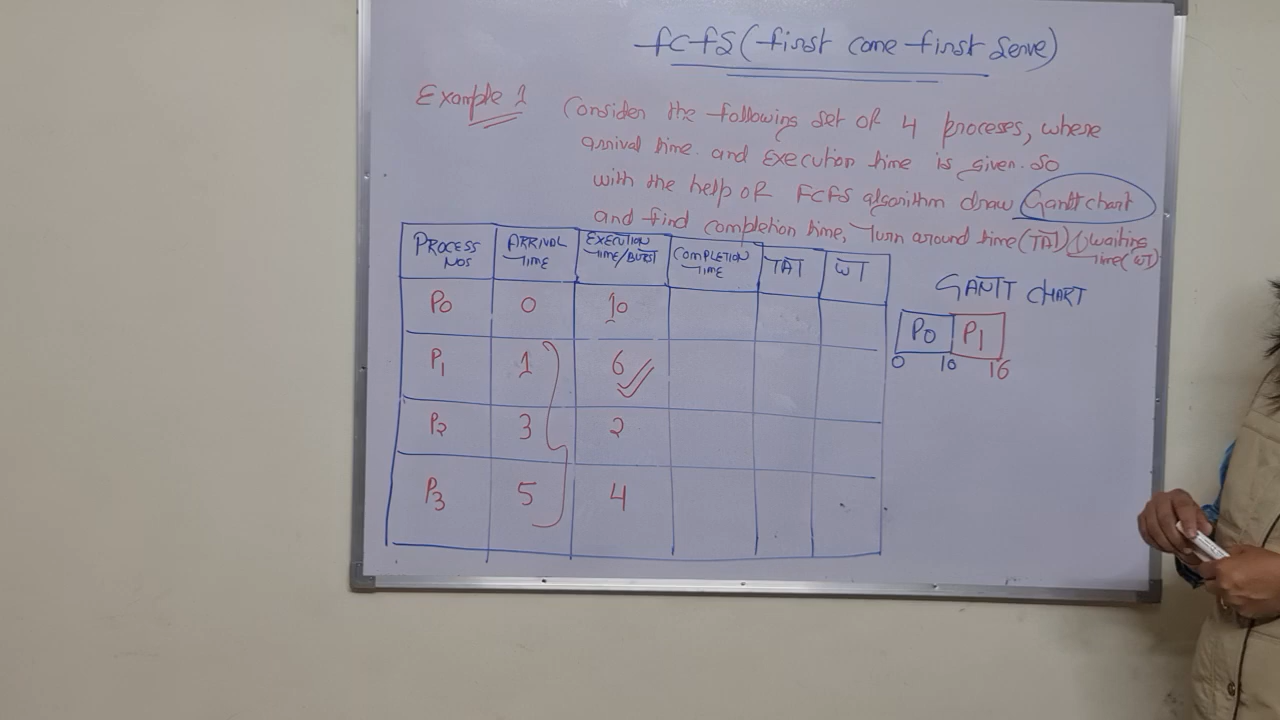 FCFS (first come first serve)
Example 1 Consider the following set of 4 proceses, where
arrival time. and execution time is given. So
with the help of FCFS algorithm draw Gantt chart
and find completion time, Turn around time (TAT) & waiting
time (WT)
PROCESS NOS ARRIVAL TIME EXECUTION TIME/BURST COMPLETION TIME TAT WT
P0 0 10
P1 1 6
P2 3 2
P3 5 4
GANTT CHART
P0 P1
0 10 16